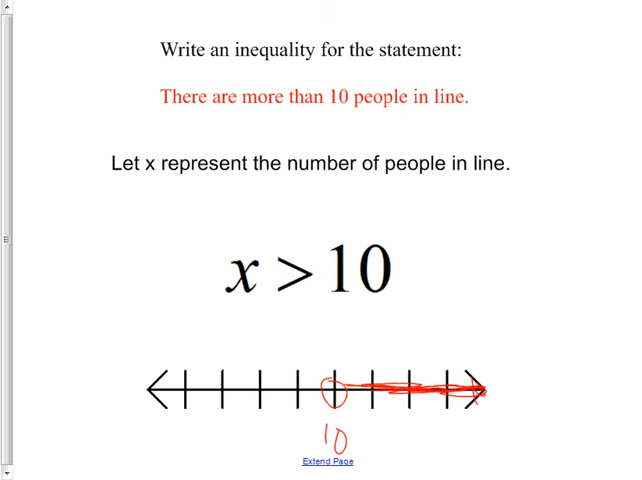 Write an inequality for the statement:
There are more than 10 people in line.
Let x represent the number of people in line.
x > 10
10
Extend Page